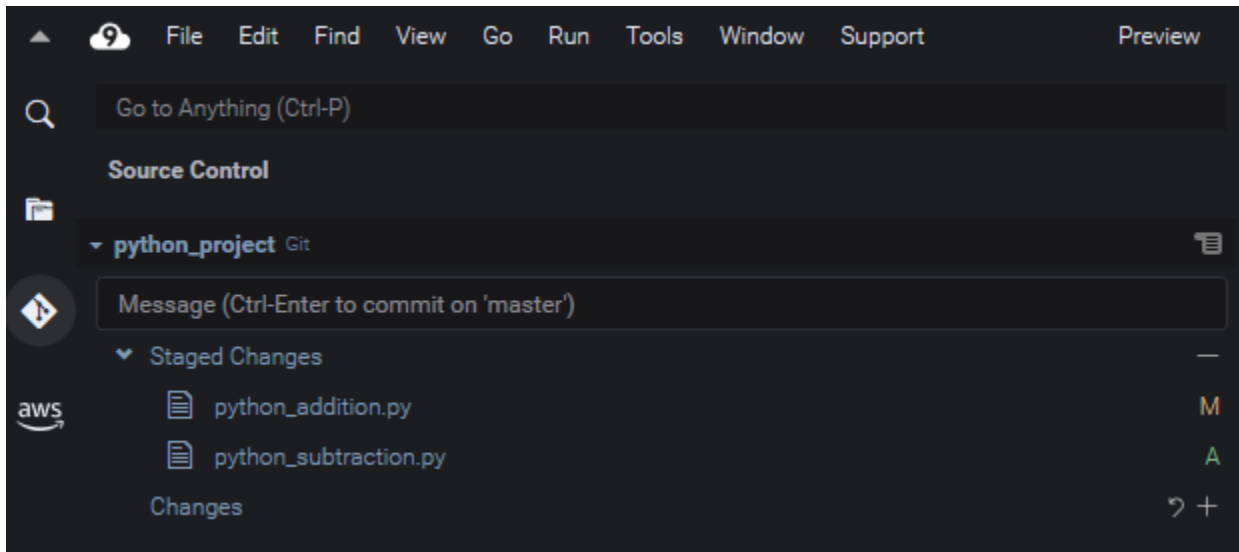 9 File Edit Find View Go Run Tools Window Support Preview
Go to Anything (Ctrl-P)
Source Control
python_project Git
Message (Ctrl-Enter to commit on 'master')
Staged Changes
aws python_addition.py M
python_subtraction.py A
Changes